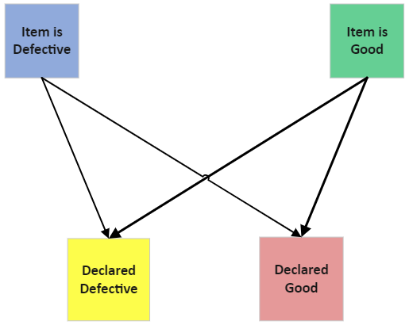 Item is
Defective
Item is
Good
Declared
Defective
Declared
Good